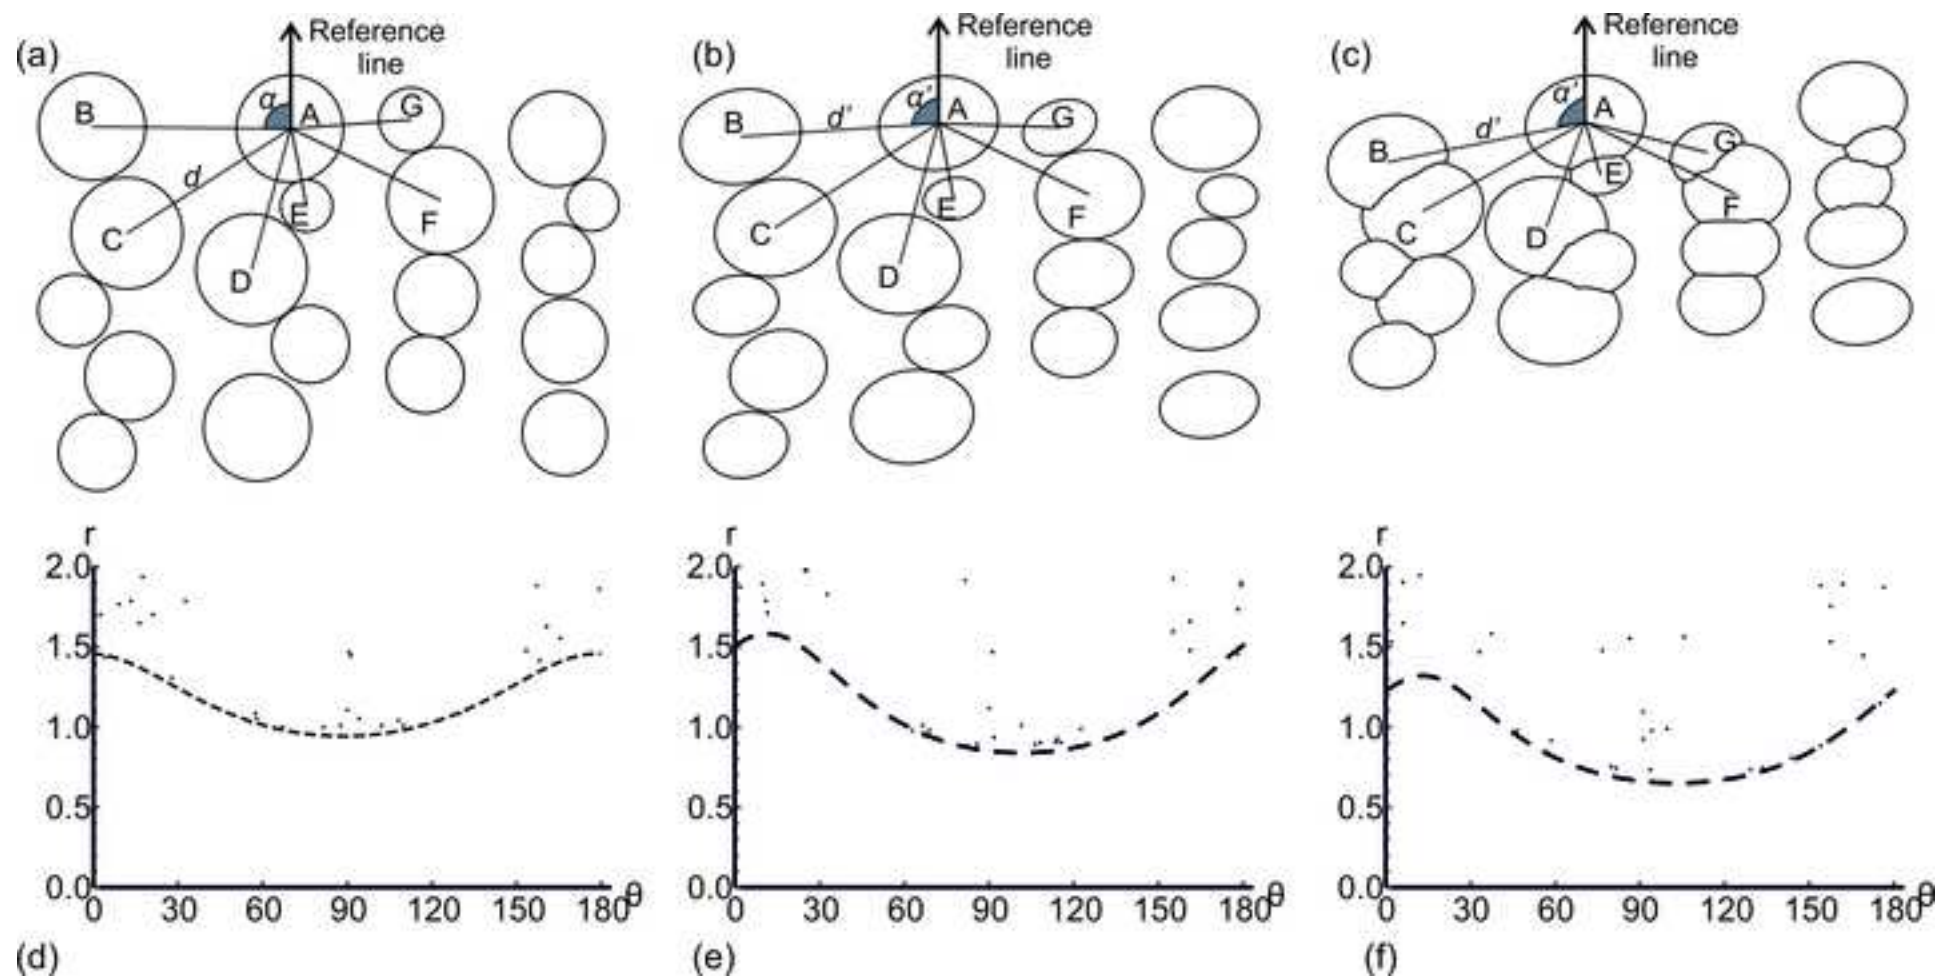 (a)
Reference
line
α
A
B
G
d
C
E
F
D
(b)
Reference
line
α'
A
B
d'
G
C
E
F
D
(c)
Reference
line
α'
A
B
d'
G
E
C
D
F
r
2.0
1.5
1.0
0.5
0.0
0 30 60 90 120 150 180 θ
(d)
r
2.0
1.5
1.0
0.5
0.0
0 30 60 90 120 150 180 θ
(e)
r
2.0
1.5
1.0
0.5
0.0
0 30 60 90 120 150 180 θ
(f)